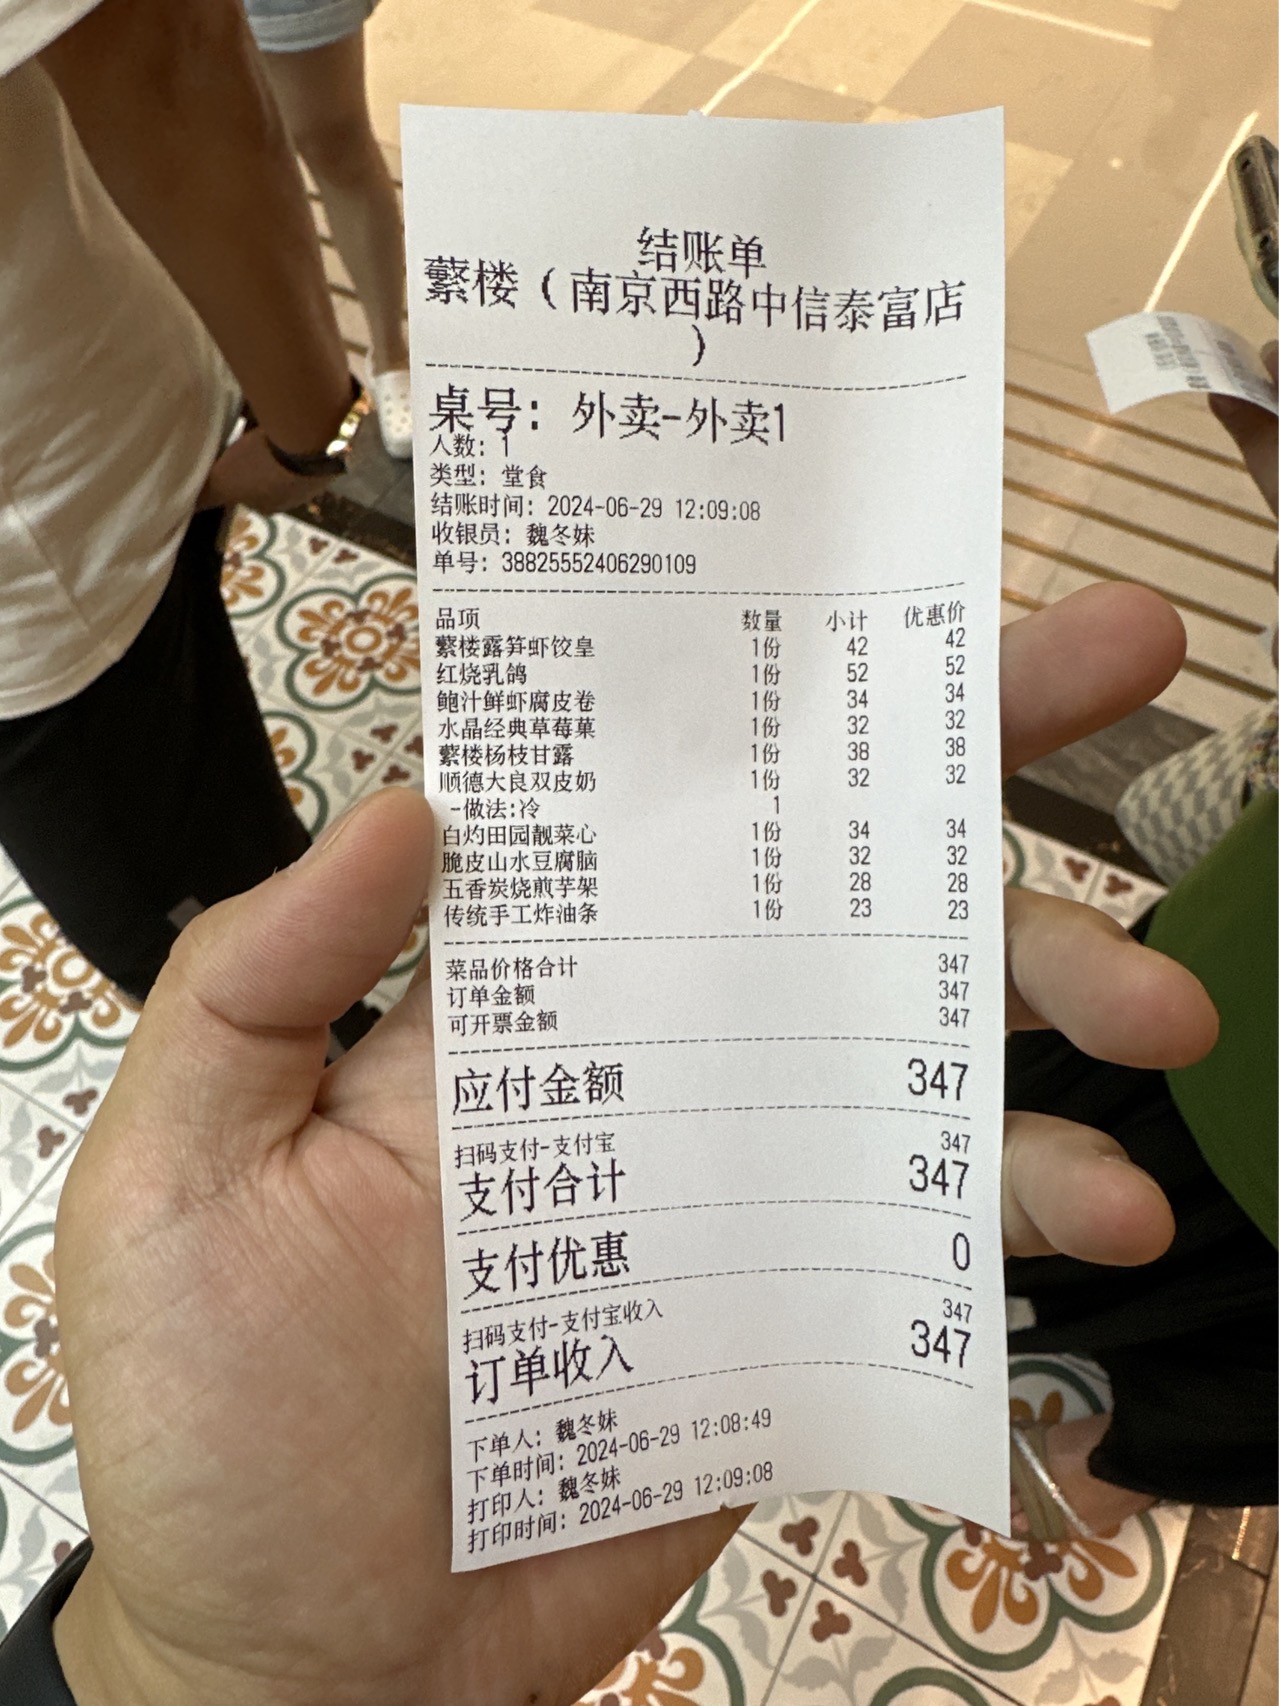 结账单
蘩楼（南京西路中信泰富店
）
桌号：外卖-外卖1
人数：1
类型：堂食
结账时间：2024-06-29 12:09:08
收银员：魏冬妹
单号：38825552406290109
品项 数量 小计 优惠价
蘩楼露笋虾饺皇 1份 42 42
红烧乳鸽 1份 52 52
鲍汁鲜虾腐皮卷 1份 34 34
水晶经典草莓菓 1份 32 32
蘩楼杨枝甘露 1份 38 38
顺德大良双皮奶 1份 32 32
-做法:冷 1
白灼田园靓菜心 1份 34 34
脆皮山水豆腐脑 1份 32 32
五香炭烧煎芋架 1份 28 28
传统手工炸油条 1份 23 23
菜品价格合计 347
订单金额 347
可开票金额 347
应付金额 347
扫码支付-支付宝 347
支付合计 347
支付优惠 0
扫码支付-支付宝收入 347
订单收入 347
下单人：魏冬妹
下单时间：2024-06-29 12:08:49
打印人：魏冬妹
打印时间：2024-06-29 12:09:08